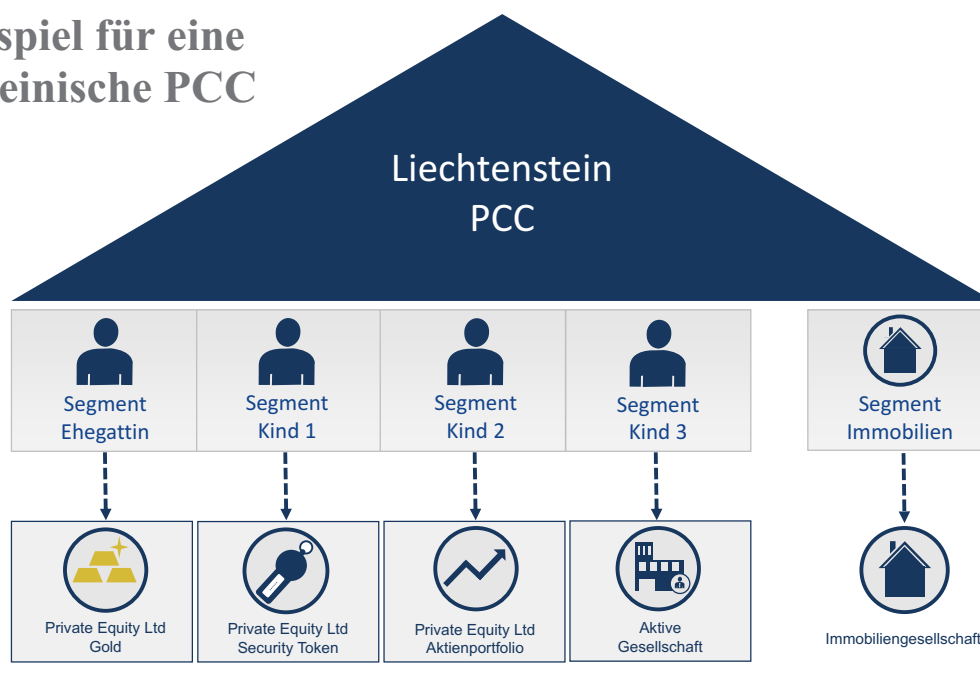 spiel für eine
einische PCC
Liechtenstein
PCC
Segment
Ehegattin
Segment
Kind 1
Segment
Kind 2
Segment
Kind 3
Segment
Immobilien
Private Equity Ltd
Gold
Private Equity Ltd
Security Token
Private Equity Ltd
Aktienportfolio
Aktive
Gesellschaft
Immobiliengesellschaft